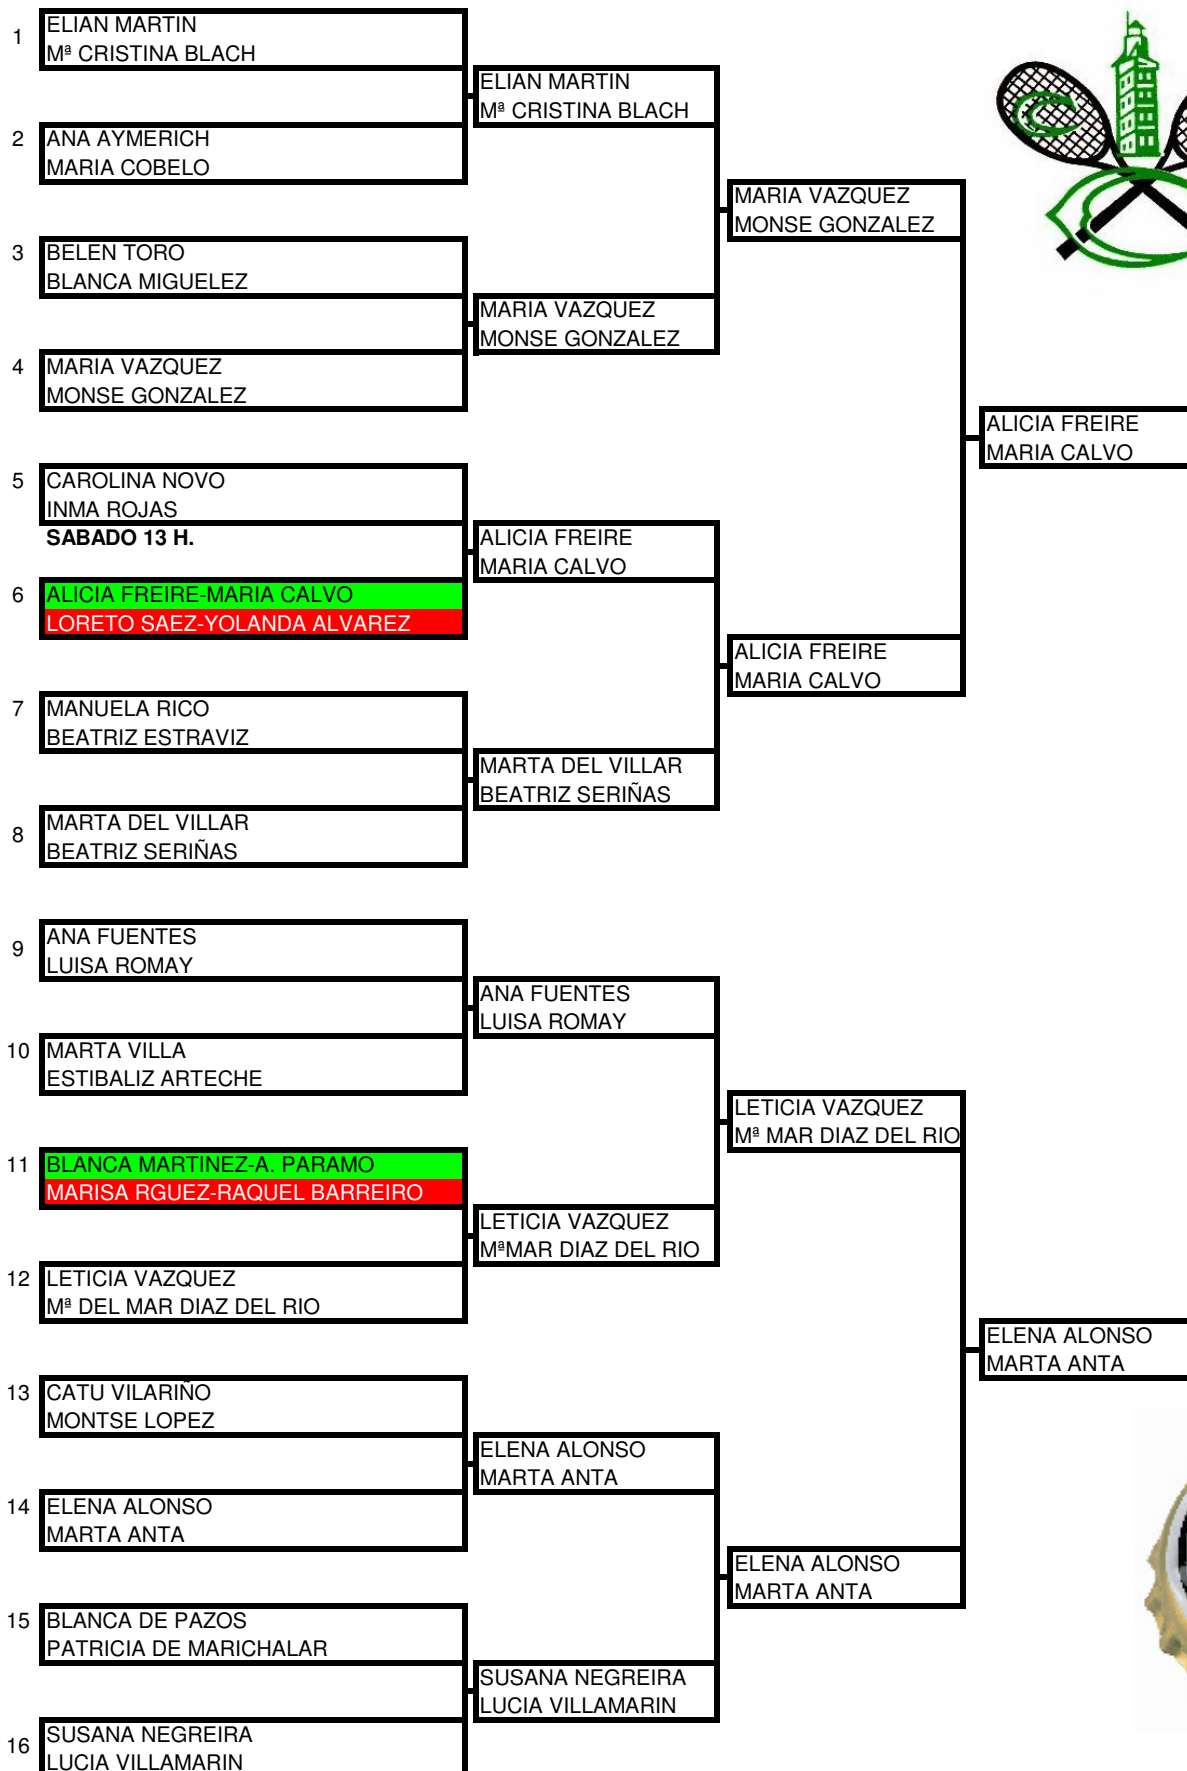 1
ELIAN MARTIN
Mª CRISTINA BLACH
2
ANA AYMERICH
MARIA COBELO
3
BELEN TORO
BLANCA MIGUELEZ
4
MARIA VAZQUEZ
MONSE GONZALEZ
5
CAROLINA NOVO
INMA ROJAS
SABADO 13 H.
6
ALICIA FREIRE-MARIA CALVO
LORETO SAEZ-YOLANDA ALVAREZ
7
MANUELA RICO
BEATRIZ ESTRAVIZ
8
MARTA DEL VILLAR
BEATRIZ SERIÑAS
9
ANA FUENTES
LUISA ROMAY
10
MARTA VILLA
ESTIBALIZ ARTECHE
11
BLANCA MARTINEZ-A. PARAMO
MARISA RGUEZ-RAQUEL BARREIRO
12
LETICIA VAZQUEZ
Mª DEL MAR DIAZ DEL RIO
13
CATU VILARIÑO
MONTSE LOPEZ
14
ELENA ALONSO
MARTA ANTA
15
BLANCA DE PAZOS
PATRICIA DE MARICHALAR
16
SUSANA NEGREIRA
LUCIA VILLAMARIN
ELIAN MARTIN
Mª CRISTINA BLACH
MARIA VAZQUEZ
MONSE GONZALEZ
ALICIA FREIRE
MARIA CALVO
MARTA DEL VILLAR
BEATRIZ SERIÑAS
ANA FUENTES
LUISA ROMAY
LETICIA VAZQUEZ
MªMAR DIAZ DEL RIO
ELENA ALONSO
MARTA ANTA
SUSANA NEGREIRA
LUCIA VILLAMARIN
MARIA VAZQUEZ
MONSE GONZALEZ
ALICIA FREIRE
MARIA CALVO
LETICIA VAZQUEZ
Mª MAR DIAZ DEL RIO
ELENA ALONSO
MARTA ANTA
ALICIA FREIRE
MARIA CALVO
ELENA ALONSO
MARTA ANTA